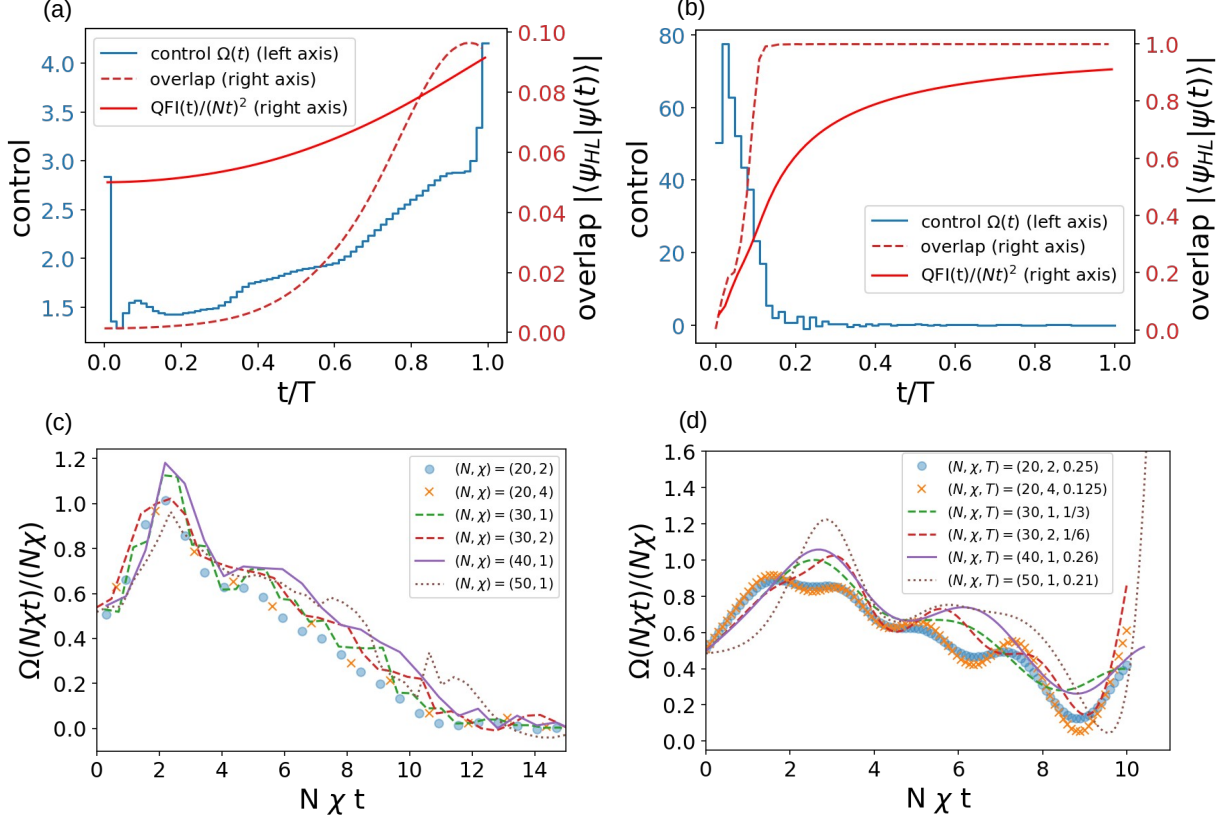 (a)
control Ω(t) (left axis)
overlap (right axis)
QFI(t)/(Nt)² (right axis)
4.0
3.5
3.0
2.5
2.0
1.5
control
0.10
0.08
0.06
0.04
0.02
0.00
overlap |⟨ψ_HL|ψ(t)⟩|
0.0 0.2 0.4 0.6 0.8 1.0
t/T
(b)
80
60
40
20
0
control
control Ω(t) (left axis)
overlap (right axis)
QFI(t)/(Nt)² (right axis)
1.0
0.8
0.6
0.4
0.2
0.0
overlap |⟨ψ_HL|ψ(t)⟩|
0.0 0.2 0.4 0.6 0.8 1.0
t/T
(c)
1.2
1.0
0.8
0.6
0.4
0.2
0.0
Ω(Nχt)/(Nχ)
(N, χ) = (20, 2)
(N, χ) = (20, 4)
(N, χ) = (30, 1)
(N, χ) = (30, 2)
(N, χ) = (40, 1)
(N, χ) = (50, 1)
0 2 4 6 8 10 12 14
N χ t
(d)
1.6
1.4
1.2
1.0
0.8
0.6
0.4
0.2
0.0
Ω(Nχt)/(Nχ)
(N, χ, T) = (20, 2, 0.25)
(N, χ, T) = (20, 4, 0.125)
(N, χ, T) = (30, 1, 1/3)
(N, χ, T) = (30, 2, 1/6)
(N, χ, T) = (40, 1, 0.26)
(N, χ, T) = (50, 1, 0.21)
0 2 4 6 8 10
N χ t